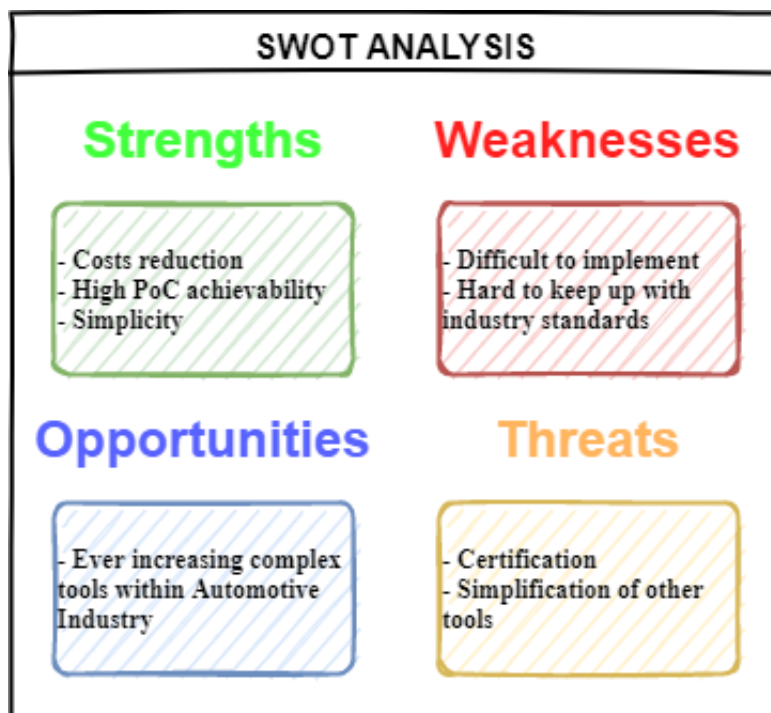 SWOT ANALYSIS
Strengths
- Costs reduction
- High PoC achievability
- Simplicity
Weaknesses
- Difficult to implement
- Hard to keep up with
industry standards
Opportunities
- Ever increasing complex
tools within Automotive
Industry
Threats
- Certification
- Simplification of other
tools